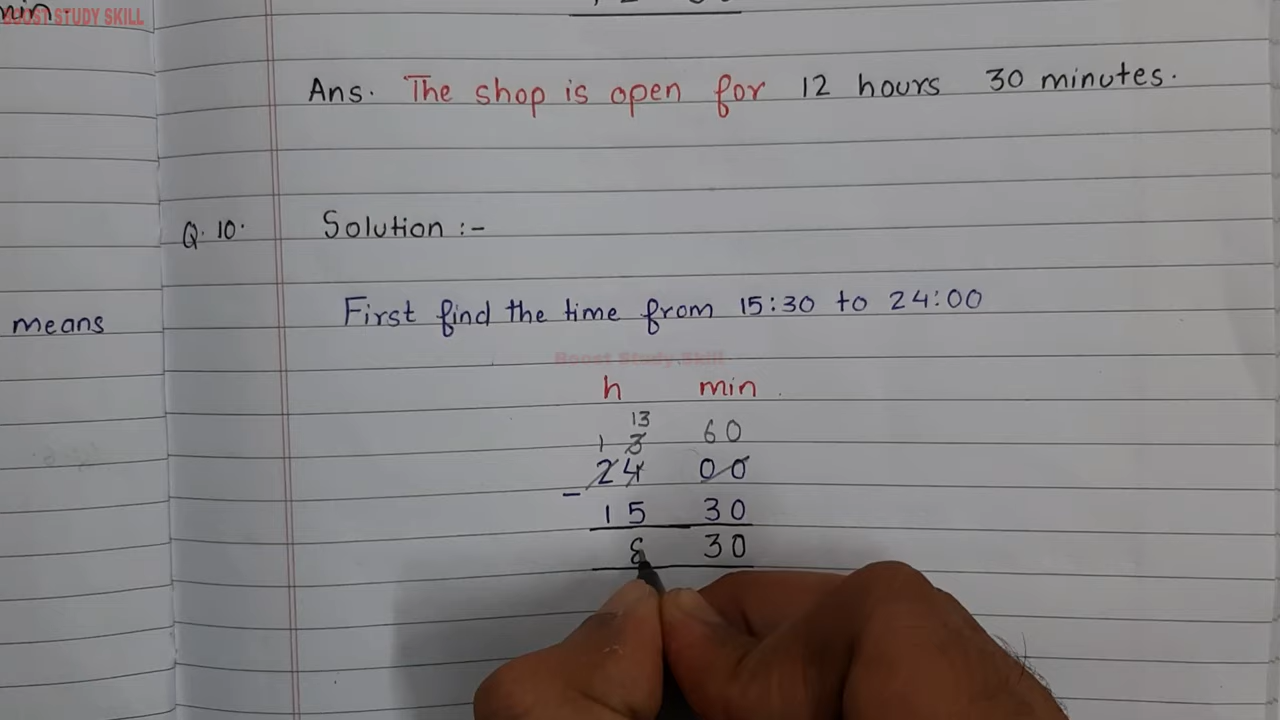 BOOST STUDY SKILL
Ans. The shop is open for 12 hours 30 minutes.
Q. 10. Solution :-
First find the time from 15:30 to 24:00
means
Boost Study Skill
h min
13
1 3 60
24 00
- 15 30
8 30